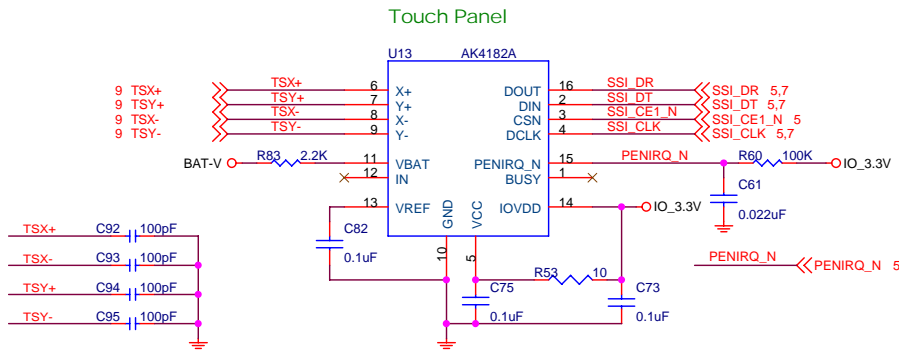 Touch Panel
U13 AK4182A
9 TSX+ TSX+ 6 X+ DOUT 16 SSI_DR SSI_DR 5,7
9 TSY+ TSY+ 7 Y+ DIN 2 SSI_DT SSI_DT 5,7
9 TSX- TSX- 8 X- CSN 3 SSI_CE1_N SSI_CE1_N 5
9 TSY- TSY- 9 Y- DCLK 4 SSI_CLK SSI_CLK 5,7
BAT-V R83 2.2K 11 VBAT PENIRQ_N 15 PENIRQ_N R60 100K IO_3.3V
12 IN BUSY 1
C61
0.022uF
13 VREF GND VCC IOVDD 14 IO_3.3V
C82
0.1uF
10 5
TSX+ C92 100pF
TSX- C93 100pF
TSY+ C94 100pF
TSY- C95 100pF
R53 10
C75
0.1uF
C73
0.1uF
PENIRQ_N PENIRQ_N 5